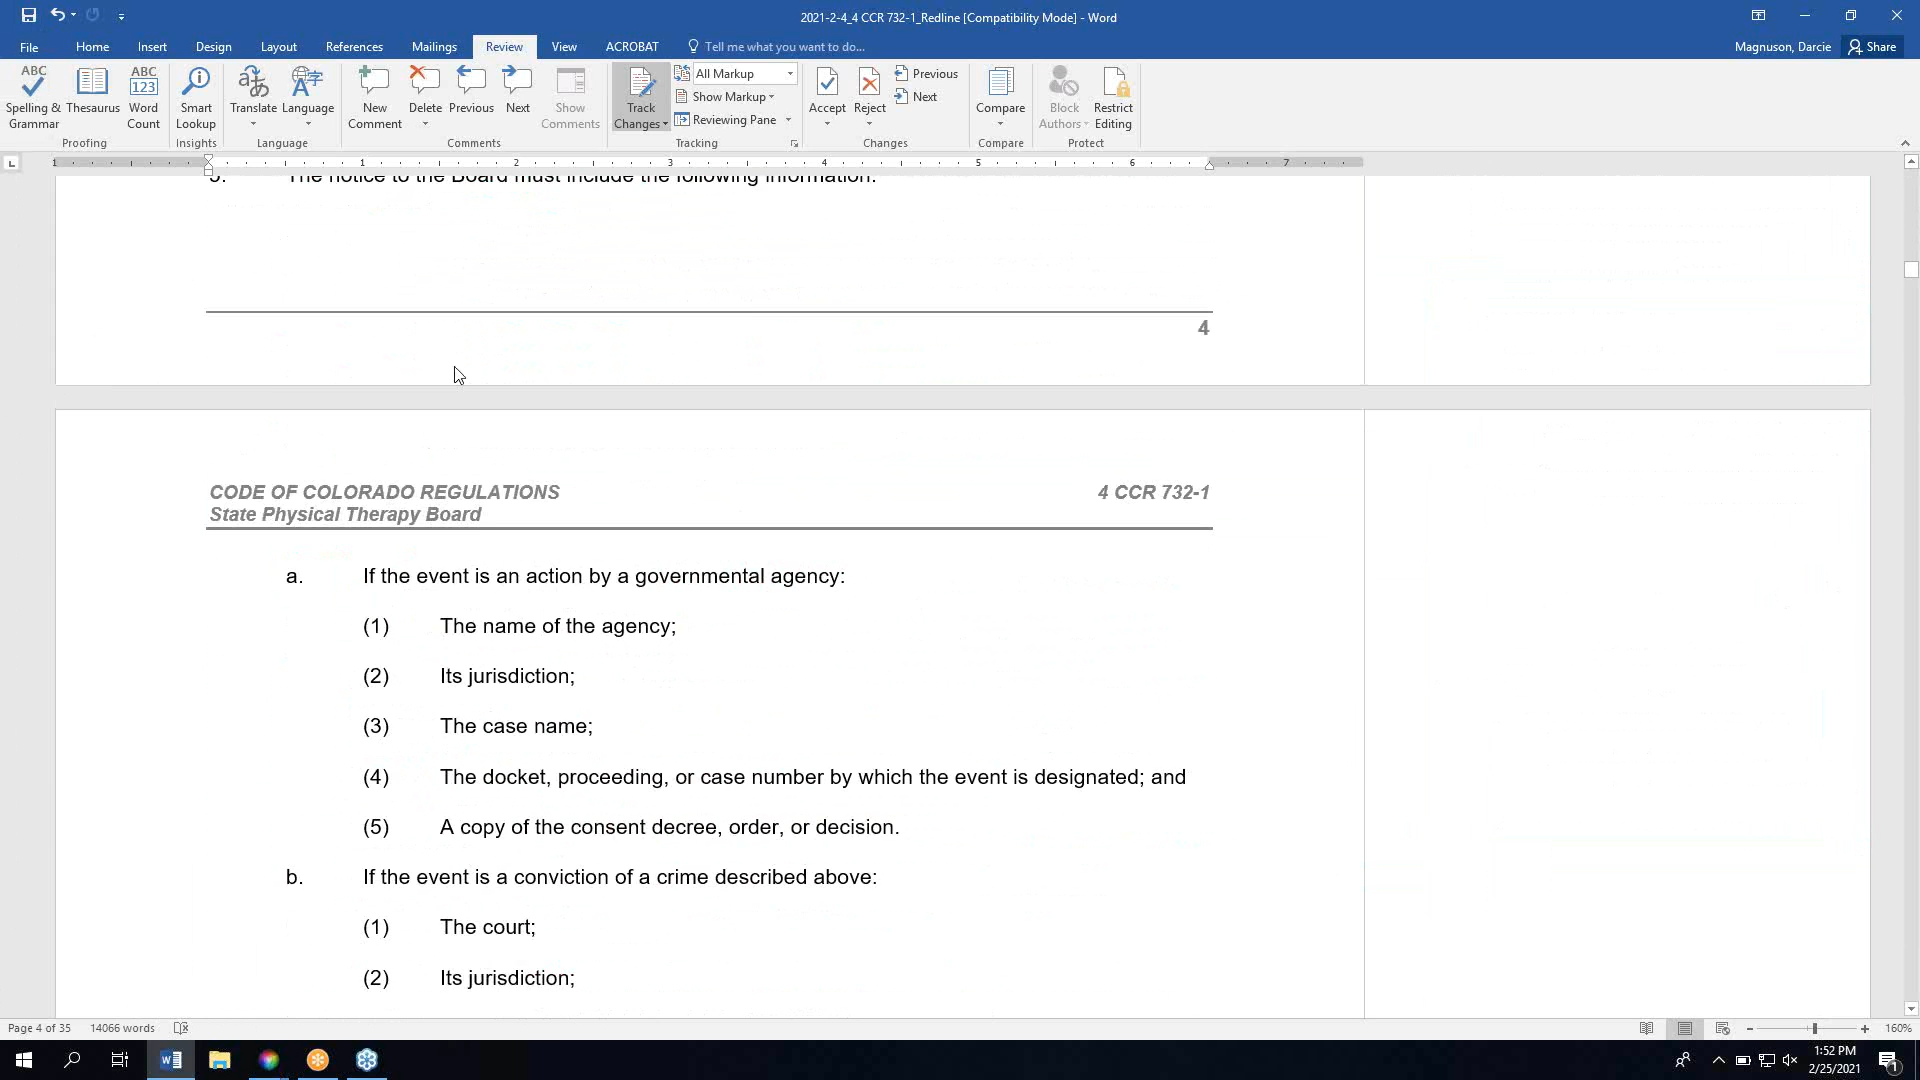 2021-2-4_4 CCR 732-1_Redline [Compatibility Mode] - Word
File Home Insert Design Layout References Mailings Review View ACROBAT Tell me what you want to do... Magnuson, Darcie Share
Spelling & Grammar
Thesaurus
Word Count
Smart Lookup
Translate
Language
New Comment
Delete
Previous
Next
Show Comments
Track Changes
All Markup
Show Markup
Reviewing Pane
Accept
Reject
Previous
Next
Compare
Block Authors
Restrict Editing
Proofing Insights Language Comments Tracking Changes Compare Protect
1 1 2 3 4 5 6 7
The notice to the Board must include the following information:
4
CODE OF COLORADO REGULATIONS 4 CCR 732-1
State Physical Therapy Board
a. If the event is an action by a governmental agency:
(1) The name of the agency;
(2) Its jurisdiction;
(3) The case name;
(4) The docket, proceeding, or case number by which the event is designated; and
(5) A copy of the consent decree, order, or decision.
b. If the event is a conviction of a crime described above:
(1) The court;
(2) Its jurisdiction;
Page 4 of 35 14066 words 160%
1:52 PM
2/25/2021